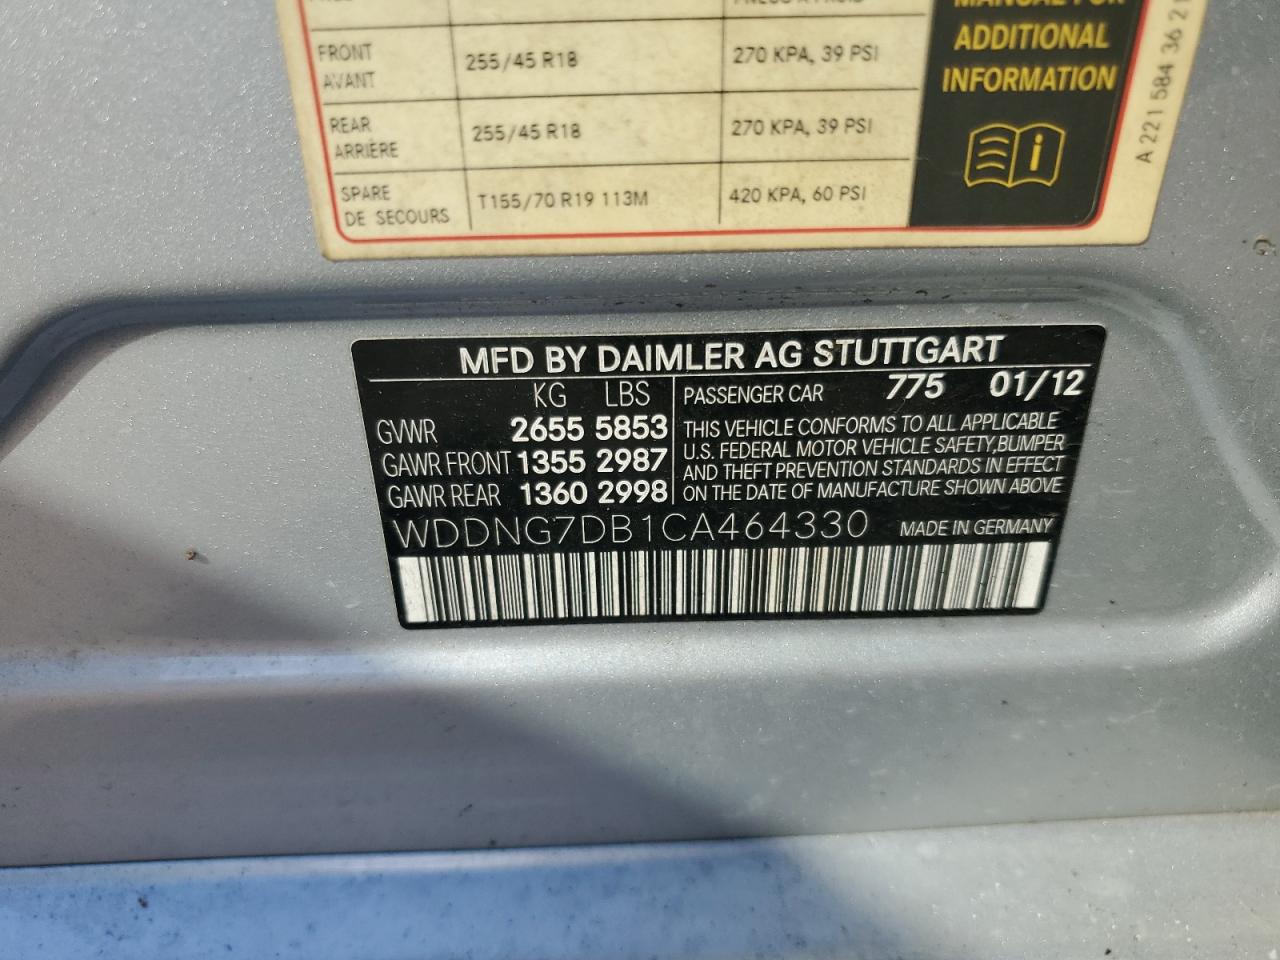 FRONT
AVANT
255/45 R18
270 KPA, 39 PSI
REAR
ARRIÈRE
255/45 R18
270 KPA, 39 PSI
SPARE
DE SECOURS
T155/70 R19 113M
420 KPA, 60 PSI
MANUAL FOR
ADDITIONAL
INFORMATION
A 221 584 36 21
MFD BY DAIMLER AG STUTTGART
KG LBS
GVWR 2655 5853
GAWR FRONT 1355 2987
GAWR REAR 1360 2998
PASSENGER CAR 775 01/12
THIS VEHICLE CONFORMS TO ALL APPLICABLE
U.S. FEDERAL MOTOR VEHICLE SAFETY,BUMPER
AND THEFT PREVENTION STANDARDS IN EFFECT
ON THE DATE OF MANUFACTURE SHOWN ABOVE
WDDNG7DB1CA464330 MADE IN GERMANY